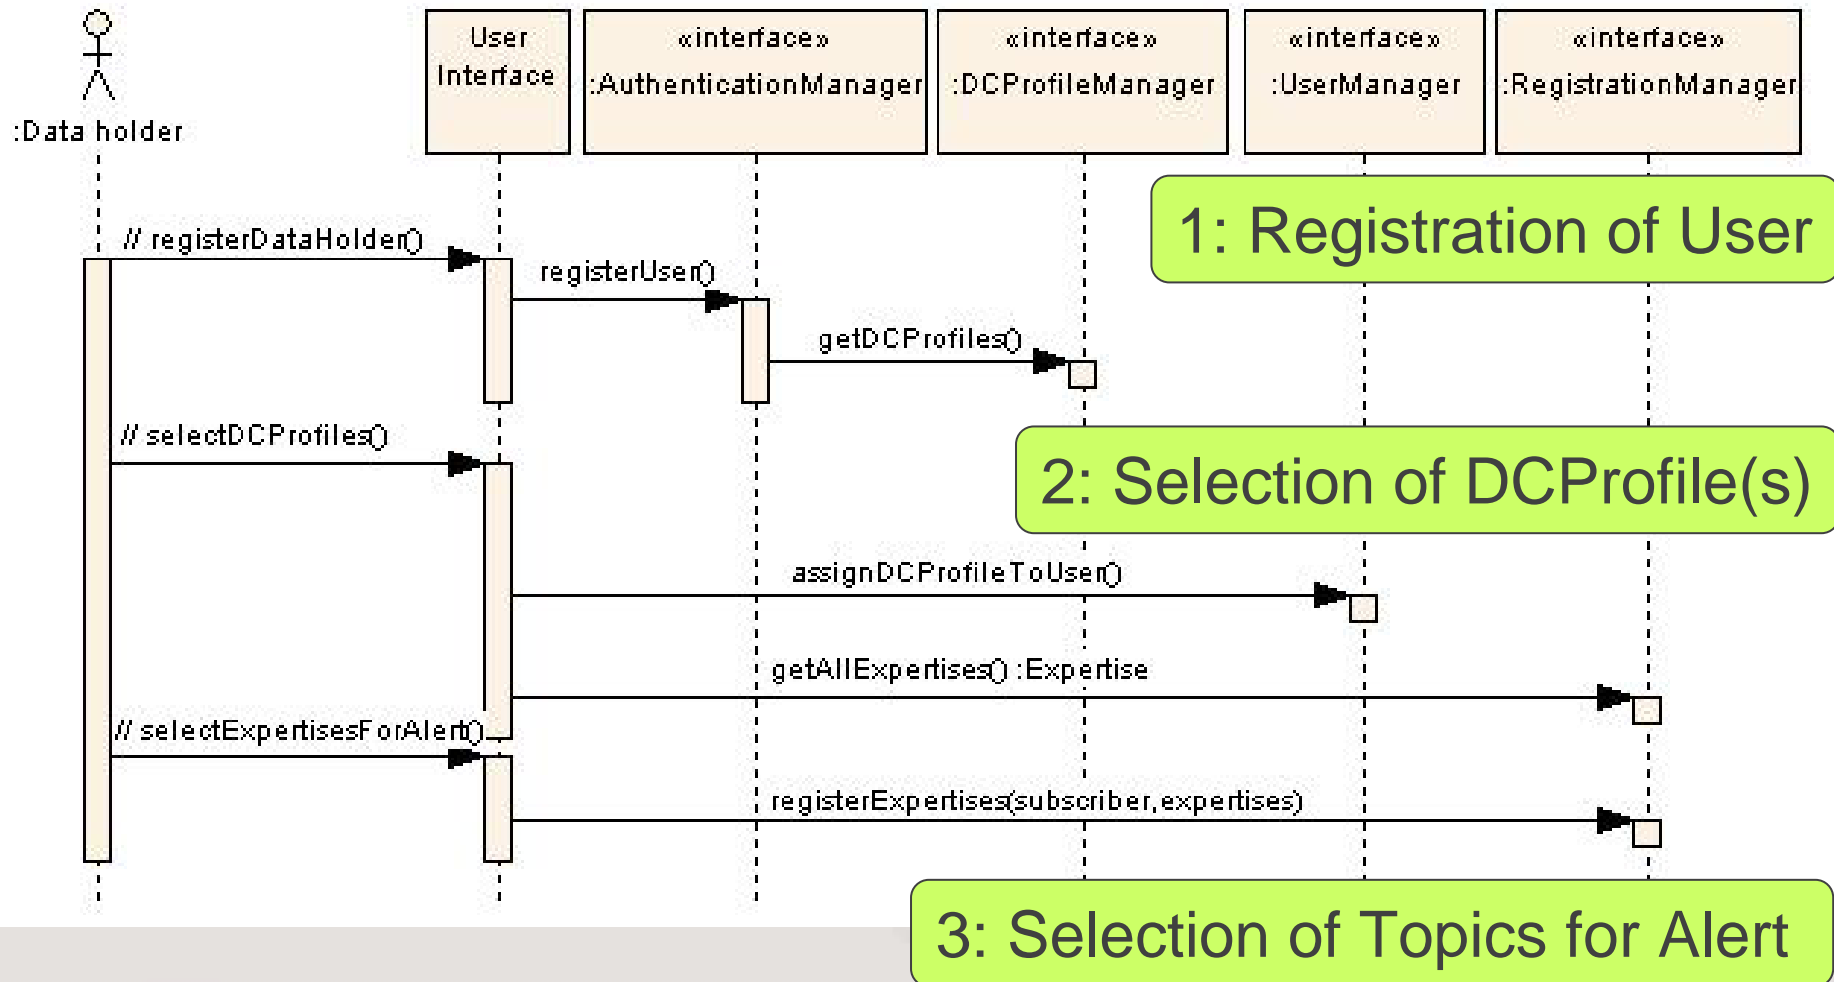 :Data holder
User
Interface
«interface»
:AuthenticationManager
«interface»
:DCProfileManager
«interface»
:UserManager
«interface»
:RegistrationManager
1: Registration of User
// registerDataHolder()
registerUser()
getDCProfiles()
// selectDCProfiles()
2: Selection of DCProfile(s)
assignDCProfileToUser()
getAllExpertises() :Expertise
// selectExpertisesForAlert()
registerExpertises(subscriber,expertises)
3: Selection of Topics for Alert